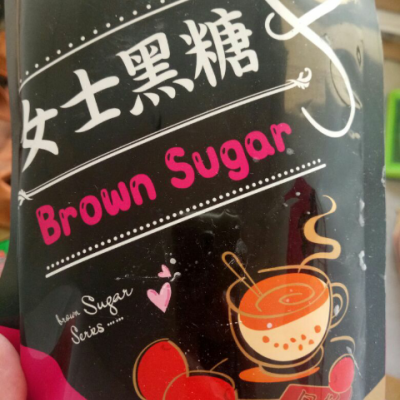 女士黑糖
Brown Sugar
brown Sugar
Series ......